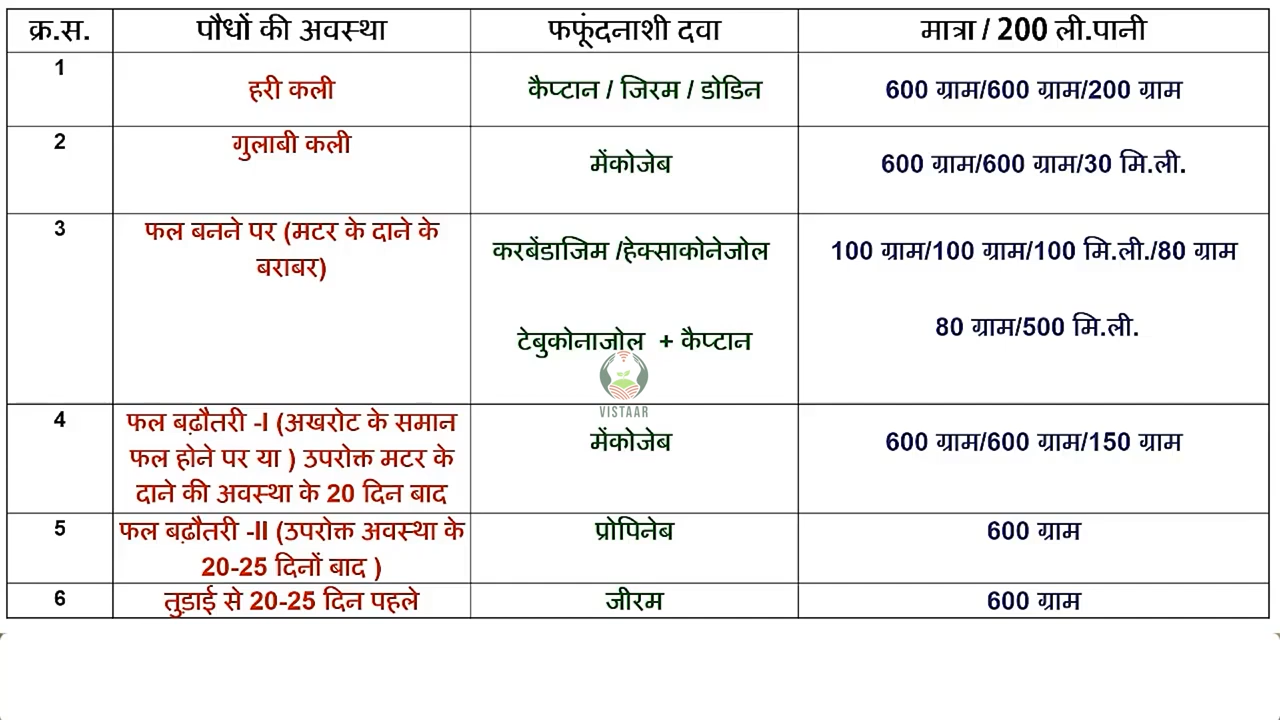 क्र.स. पौधों की अवस्था फफूंदनाशी दवा मात्रा / 200 ली.पानी
1 हरी कली कैप्टान / जिरम / डोडिन 600 ग्राम/600 ग्राम/200 ग्राम
2 गुलाबी कली मेंकोजेब 600 ग्राम/600 ग्राम/30 मि.ली.
3 फल बनने पर (मटर के दाने के
बराबर)
करबेंडाजिम /हेक्साकोनेजोल 100 ग्राम/100 ग्राम/100 मि.ली./80 ग्राम
टेबुकोनाजोल + कैप्टान 80 ग्राम/500 मि.ली.
VISTAAR
4 फल बढ़ौतरी -I (अखरोट के समान
फल होने पर या ) उपरोक्त मटर के
दाने की अवस्था के 20 दिन बाद
मेंकोजेब 600 ग्राम/600 ग्राम/150 ग्राम
5 फल बढ़ौतरी -II (उपरोक्त अवस्था के
20-25 दिनों बाद )
प्रोपिनेब 600 ग्राम
6 तुड़ाई से 20-25 दिन पहले जीरम 600 ग्राम